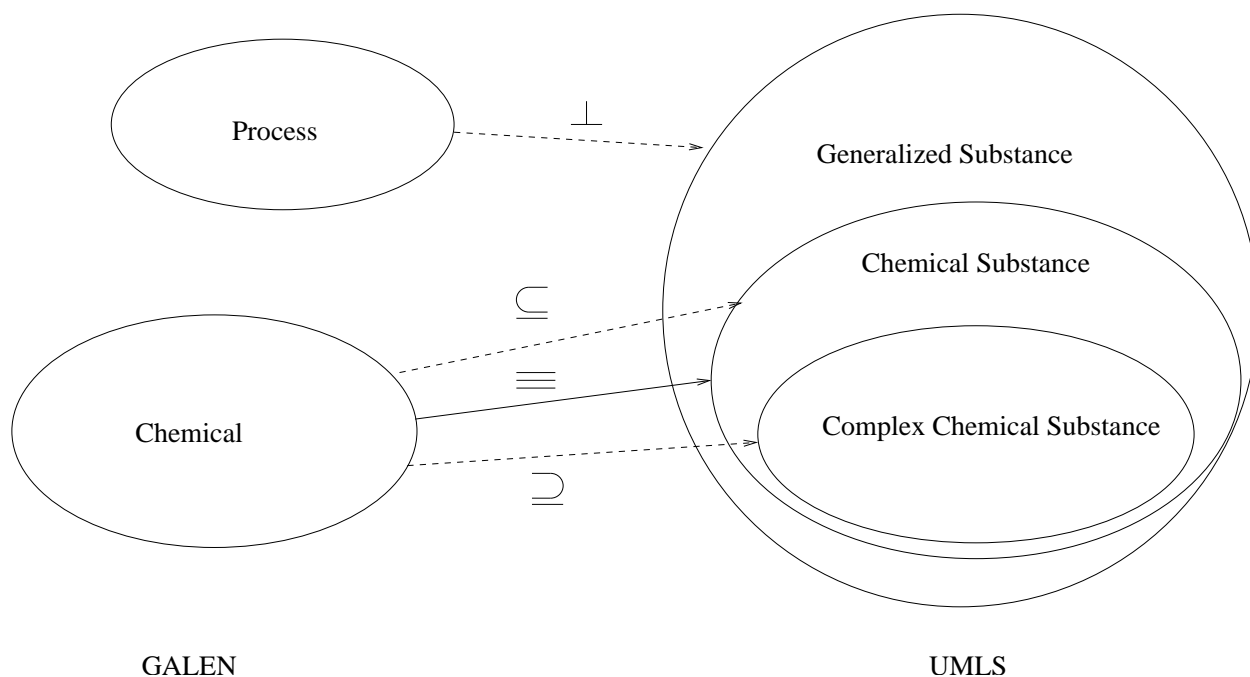 ⊥
Process
Generalized Substance
Chemical Substance
⊆
≡
Chemical
Complex Chemical Substance
⊇
GALEN
UMLS